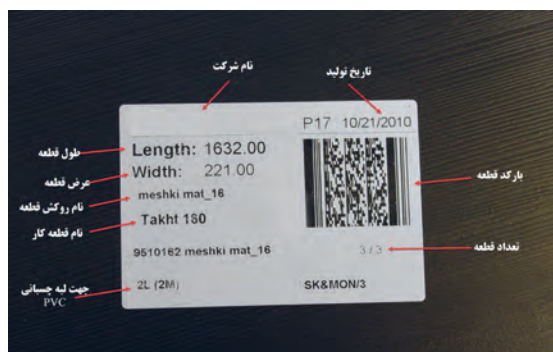 نام شرکت
تاریخ تولید
P17 10/21/2010
طول قطعه
Length: 1632.00
عرض قطعه
Width: 221.00
بارکد قطعه
نام روکش قطعه
meshki mat_16
نام قطعه کار
Takht 180
9510162 meshki mat_16
3 / 3
تعداد قطعه
جهت لبه چسبانی
PVC
2L (2M)
SK&MON/3